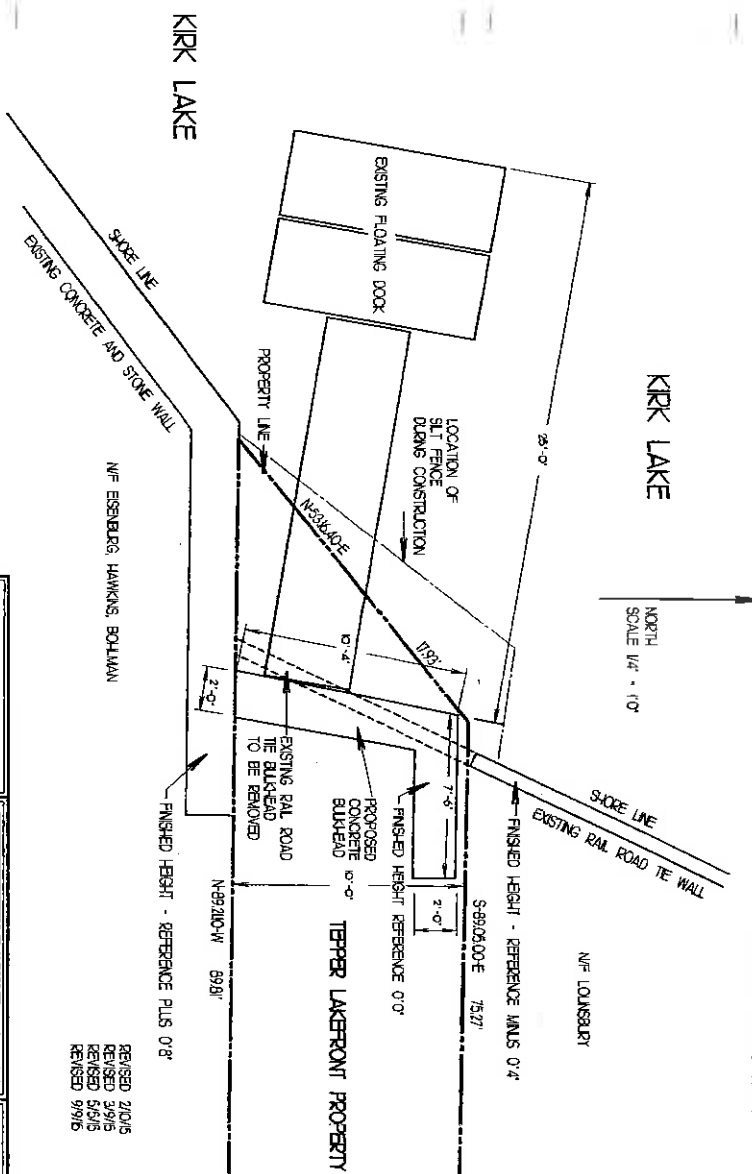 KIRK LAKE
KIRK LAKE
NORTH
SCALE 1/4" = 1'0"
EXISTING FLOATING DOCK
25'-0"
SHORE LINE
EXISTING CONCRETE AND STONE WALL
PROPERTY LINE
LOCATION OF
SILT FENCE
DURING CONSTRUCTION
N-53.16.40-E
17.93'
10'-4"
2'-0"
N/F EISENBURG, HAWKINS, BOHLMAN
EXISTING RAIL ROAD
TIE BULKHEAD
TO BE REMOVED
PROPOSED
CONCRETE
BULKHEAD
10'-0"
7'-6"
2'-0"
FINISHED HEIGHT REFERENCE 0'0"
FINISHED HEIGHT - REFERENCE MINUS 0'4"
FINISHED HEIGHT - REFERENCE PLUS 0'8"
SHORE LINE
EXISTING RAIL ROAD TIE WALL
N/F LOUNSBURY
S-89.05.00-E 75.27'
N-89.21.10-W 89.81'
TEPPER LAKEFRONT PROPERTY
REVISED 2/10/15
REVISED 3/9/15
REVISED 5/5/15
REVISED 9/9/15